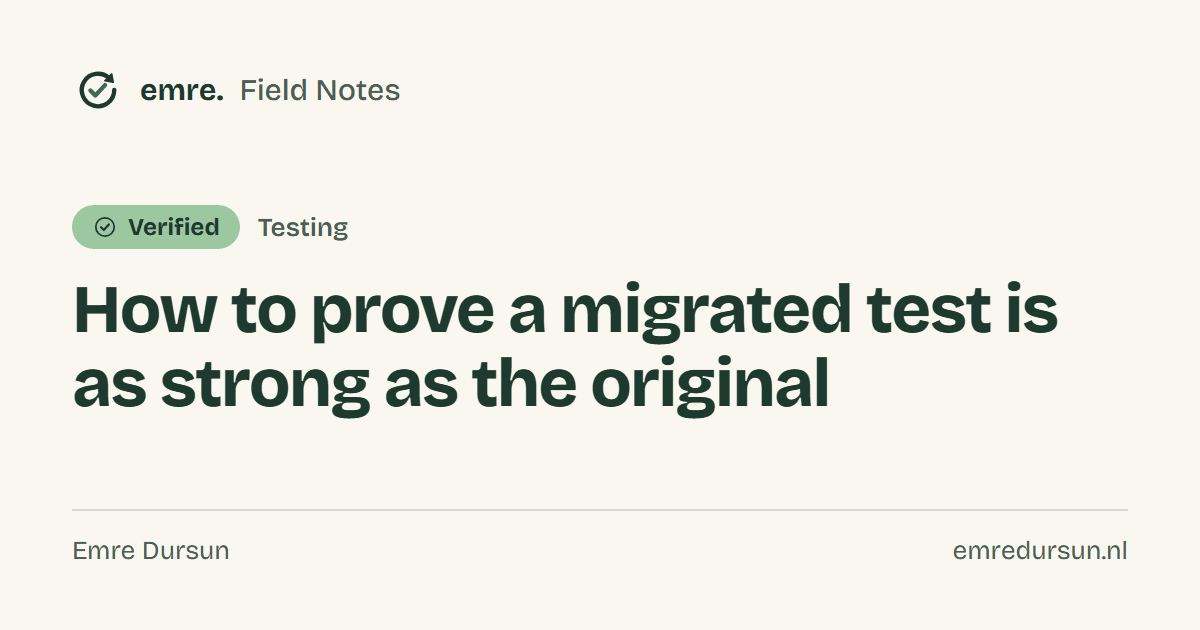 emre. Field Notes
Verified Testing
How to prove a migrated test is
as strong as the original
Emre Dursun emredursun.nl